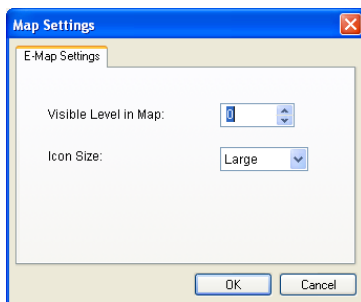 Map Settings
E-Map Settings
Visible Level in Map: 0
Icon Size: Large
OK Cancel